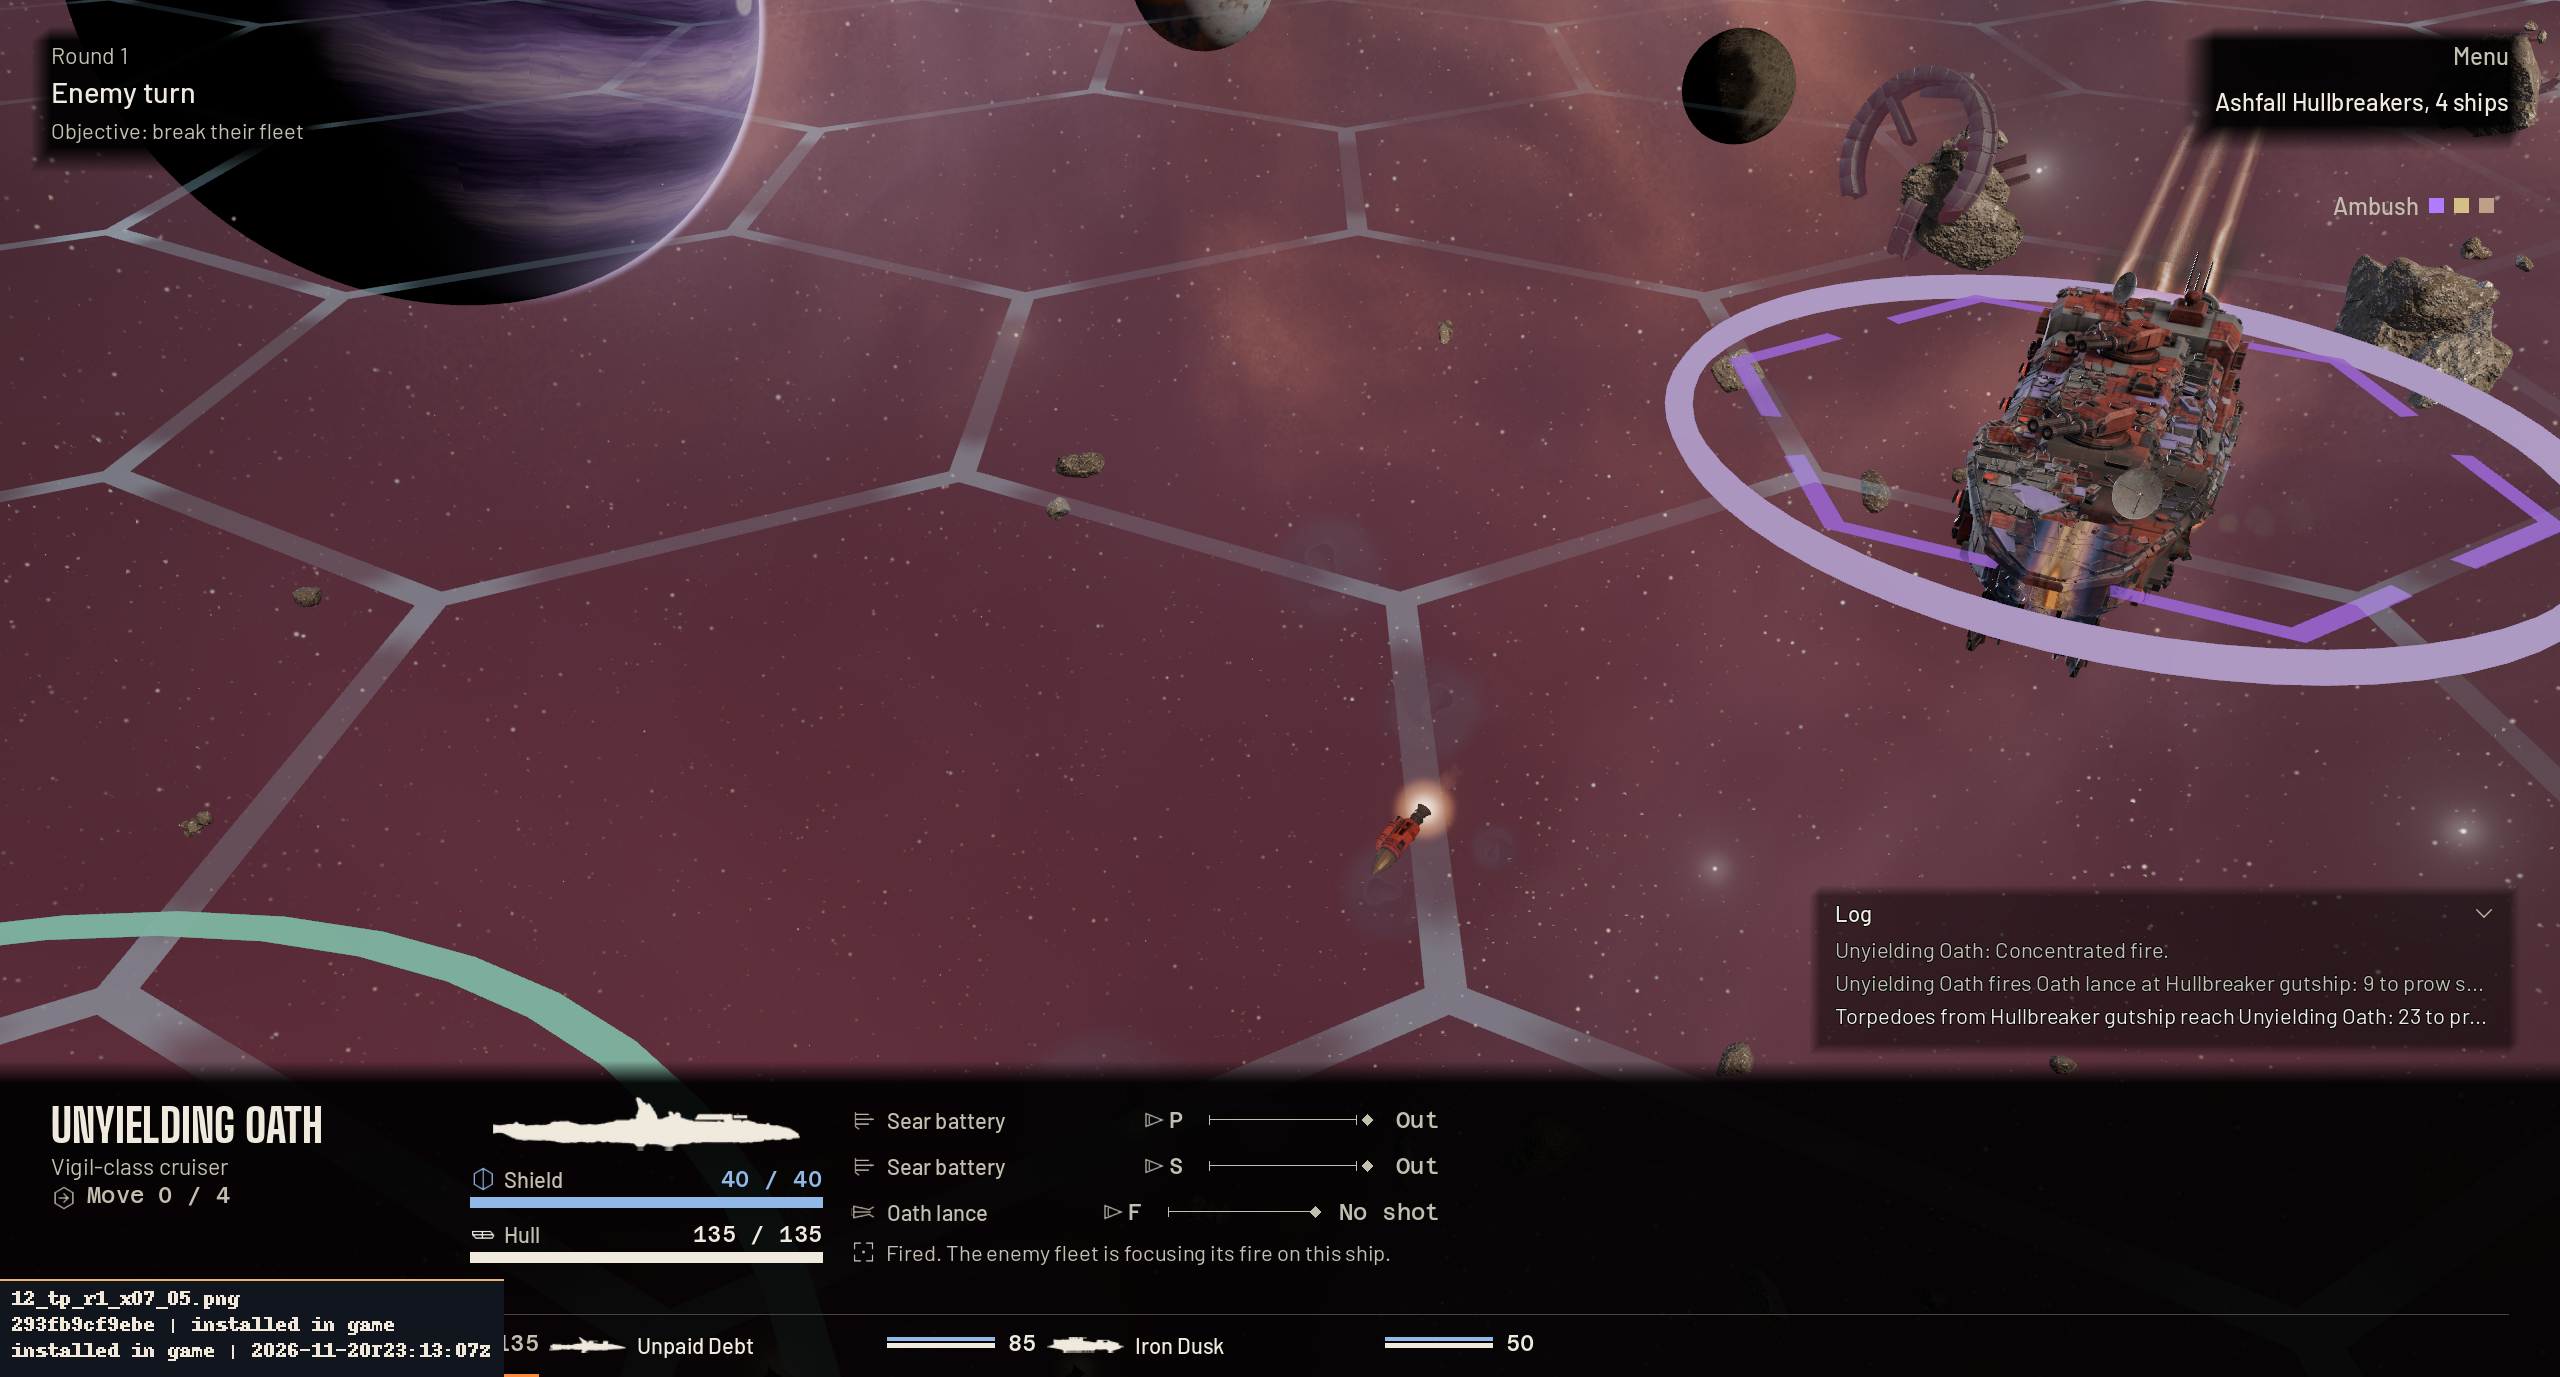 Round 1
Enemy turn
Objective: break their fleet
Menu
Ashfall Hullbreakers, 4 ships
Ambush
Log
Unyielding Oath: Concentrated fire.
Unyielding Oath fires Oath lance at Hullbreaker gutship: 9 to prow s...
Torpedoes from Hullbreaker gutship reach Unyielding Oath: 23 to pr...
UNYIELDING OATH
Vigil-class cruiser
Move 0 / 4
Shield 40 / 40
Hull 135 / 135
Sear battery P Out
Sear battery S Out
Oath lance F No shot
Fired. The enemy fleet is focusing its fire on this ship.
135 Unpaid Debt 85 Iron Dusk 50
12_tp_r1_x07_05.png
293fb9cf9ebe | installed in game
installed in game | 2026-11-20T23:13:07Z